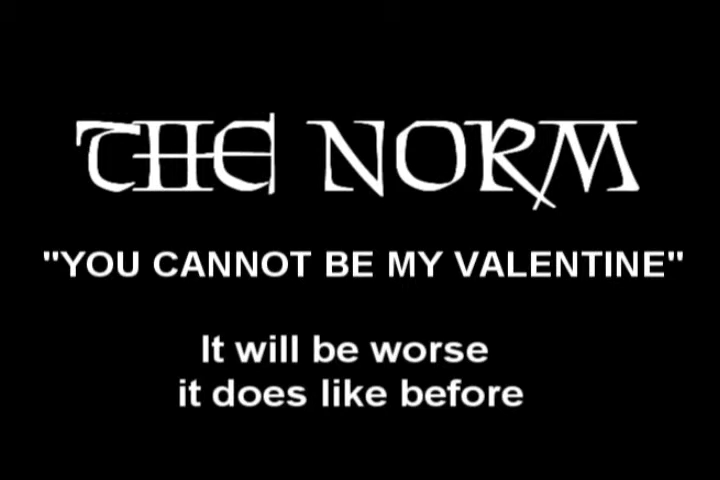 THE NORM
"YOU CANNOT BE MY VALENTINE"
It will be worse
it does like before